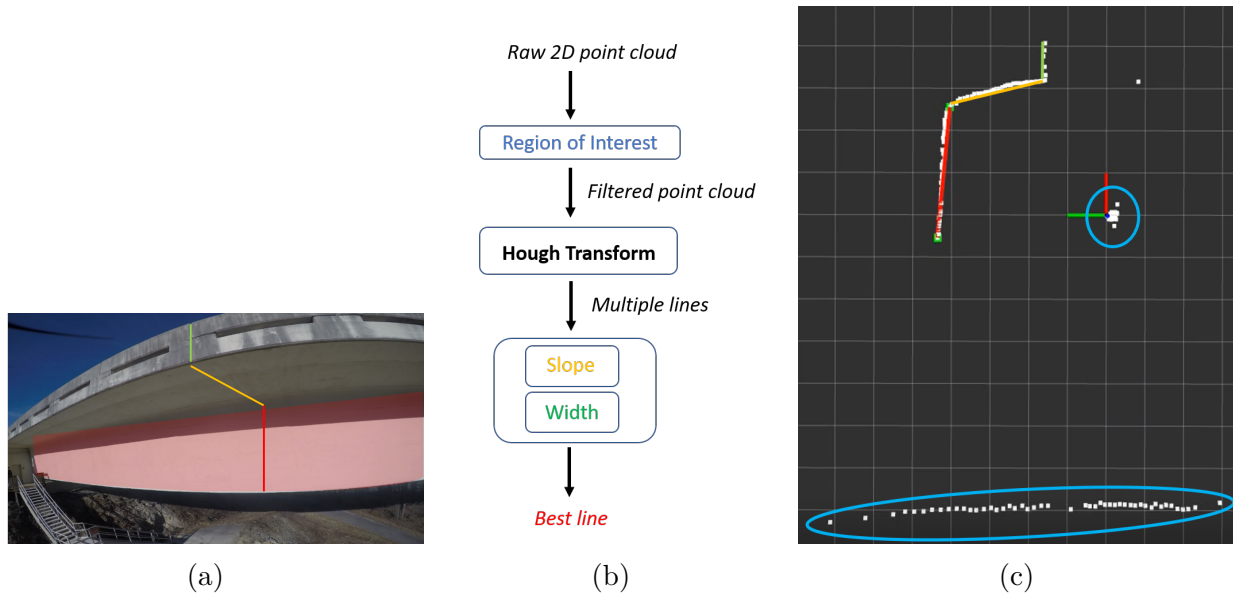 Raw 2D point cloud
Region of Interest
Filtered point cloud
Hough Transform
Multiple lines
Slope
Width
Best line
(a)
(b)
(c)